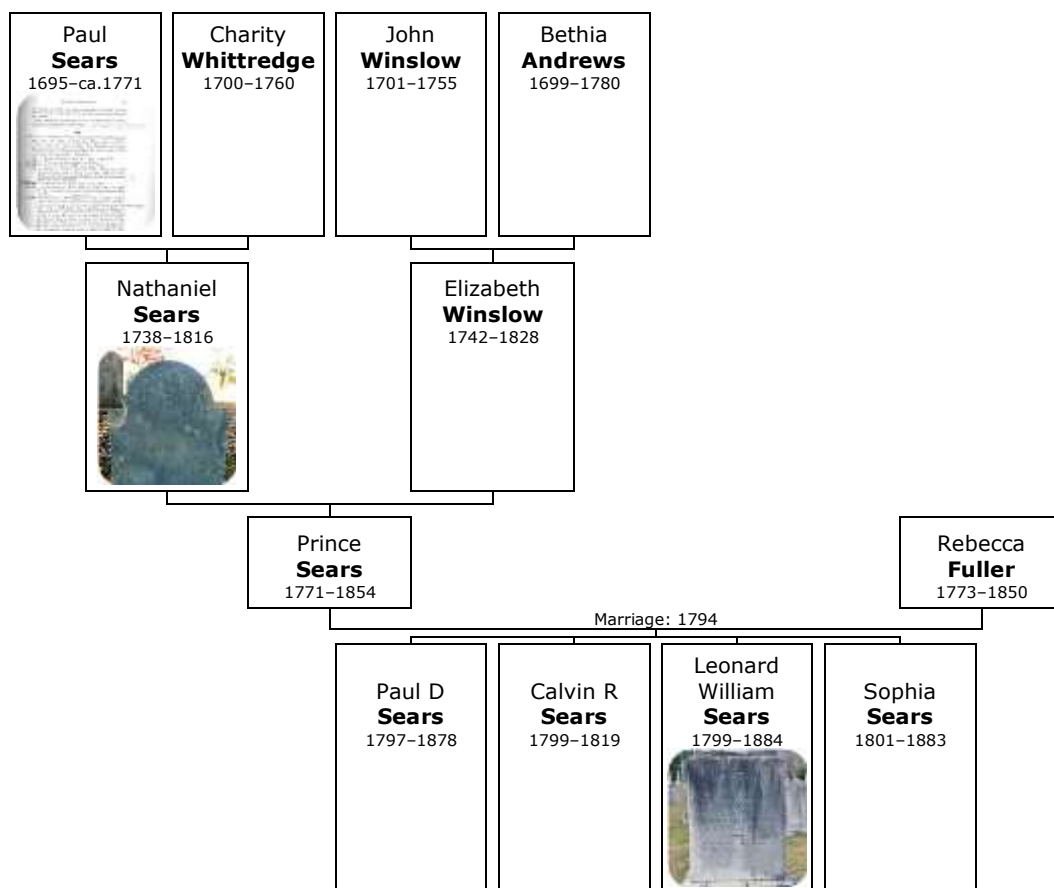 Paul
Sears
1695–ca.1771
Charity
Whittredge
1700–1760
John
Winslow
1701–1755
Bethia
Andrews
1699–1780
Nathaniel
Sears
1738–1816
Elizabeth
Winslow
1742–1828
Prince
Sears
1771–1854
Rebecca
Fuller
1773–1850
Marriage: 1794
Paul D
Sears
1797–1878
Calvin R
Sears
1799–1819
Leonard
William
Sears
1799–1884
Sophia
Sears
1801–1883